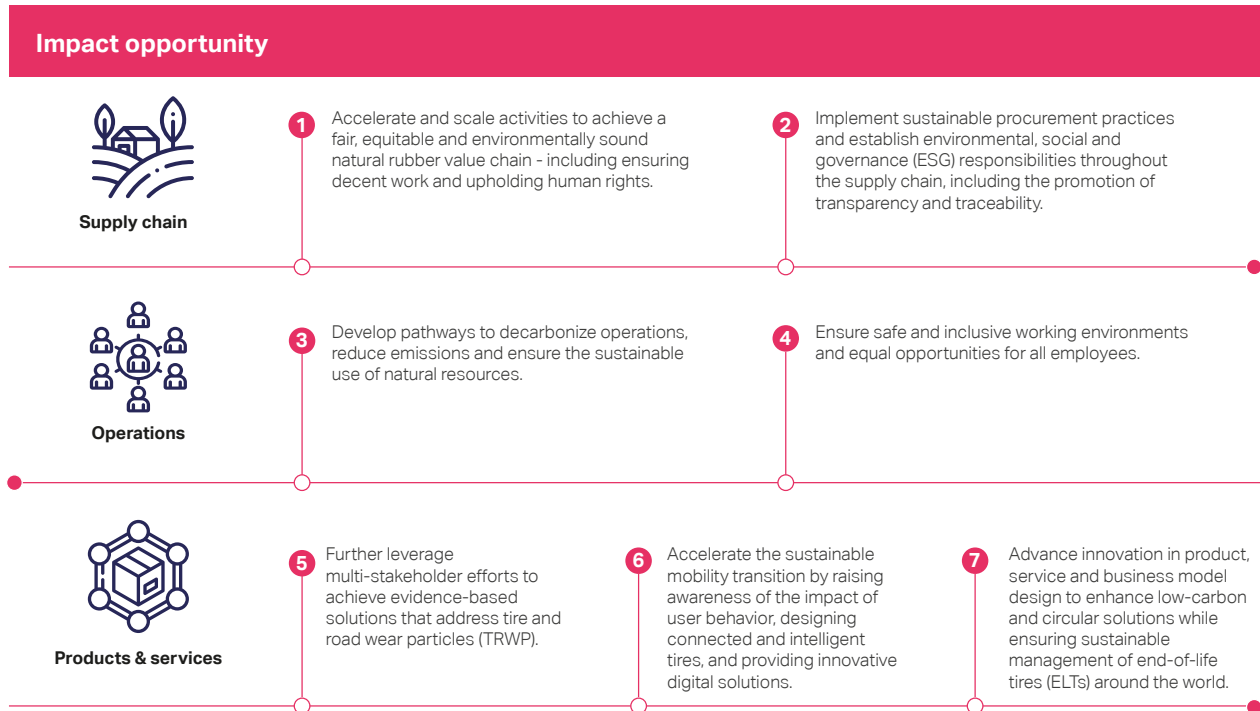 Impact opportunity
Supply chain
1
Accelerate and scale activities to achieve a
fair, equitable and environmentally sound
natural rubber value chain - including ensuring
decent work and upholding human rights.
2
Implement sustainable procurement practices
and establish environmental, social and
governance (ESG) responsibilities throughout
the supply chain, including the promotion of
transparency and traceability.
Operations
3
Develop pathways to decarbonize operations,
reduce emissions and ensure the sustainable
use of natural resources.
4
Ensure safe and inclusive working environments
and equal opportunities for all employees.
Products & services
5
Further leverage
multi-stakeholder efforts to
achieve evidence-based
solutions that address tire and
road wear particles (TRWP).
6
Accelerate the sustainable
mobility transition by raising
awareness of the impact of
user behavior, designing
connected and intelligent
tires, and providing innovative
digital solutions.
7
Advance innovation in product,
service and business model
design to enhance low-carbon
and circular solutions while
ensuring sustainable
management of end-of-life
tires (ELTs) around the world.